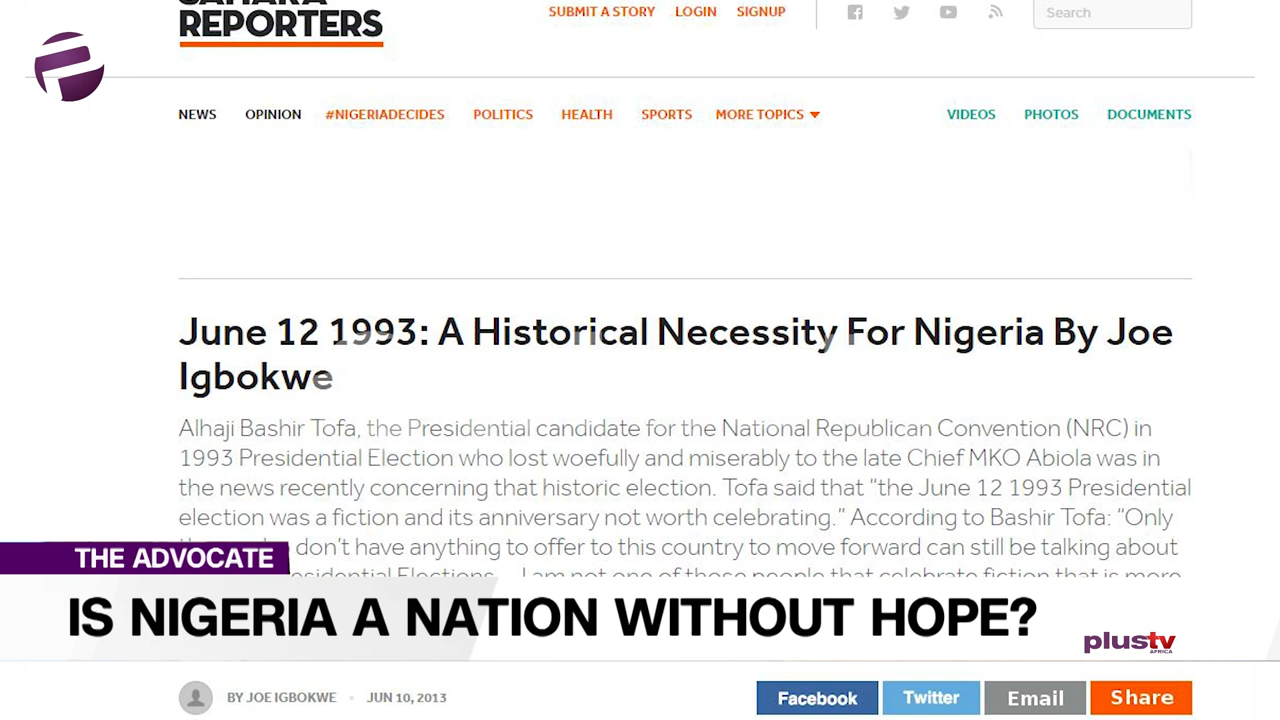 REPORTERS
SUBMIT A STORY LOGIN SIGNUP
Search
NEWS OPINION #NIGERIADECIDES POLITICS HEALTH SPORTS MORE TOPICS VIDEOS PHOTOS DOCUMENTS
June 12 1993: A Historical Necessity For Nigeria By Joe
Igbokwe
Alhaji Bashir Tofa, the Presidential candidate for the National Republican Convention (NRC) in
1993 Presidential Election who lost woefully and miserably to the late Chief MKO Abiola was in
the news recently concerning that historic election. Tofa said that “the June 12 1993 Presidential
election was a fiction and its anniversary not worth celebrating.” According to Bashir Tofa: “Only
don’t have anything to offer to this country to move forward can still be talking about
THE ADVOCATE
IS NIGERIA A NATION WITHOUT HOPE?
plustv
AFRICA
BY JOE IGBOKWE JUN 10, 2013
Facebook Twitter Email Share